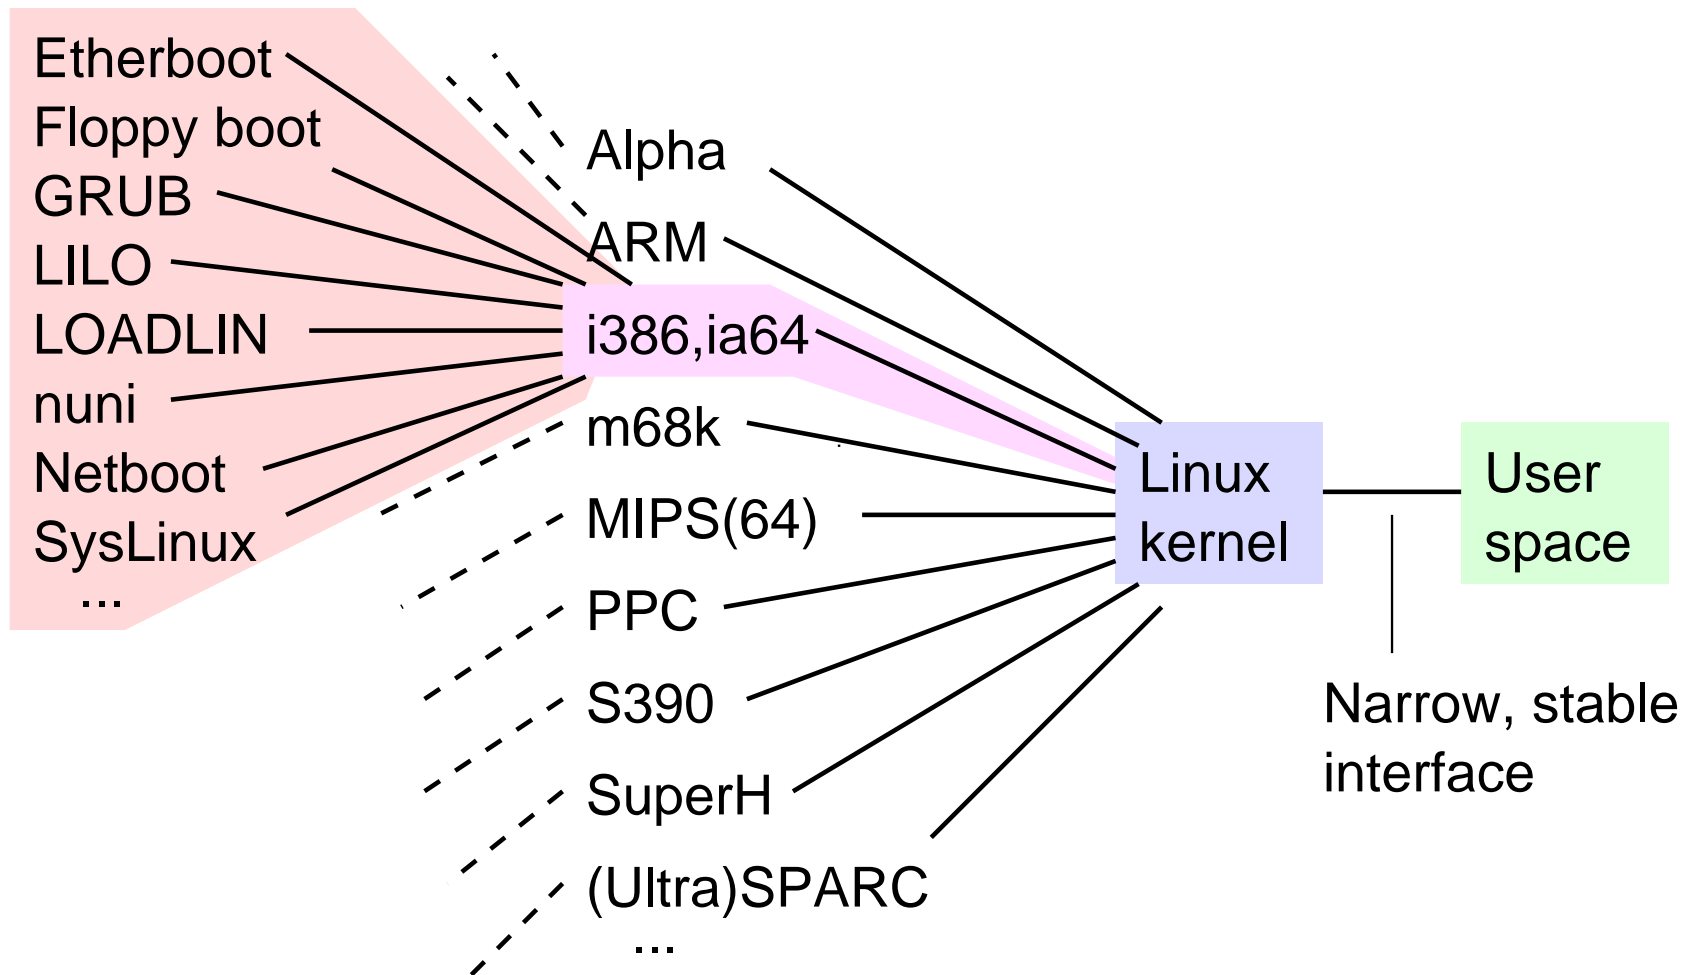 Etherboot
Floppy boot
GRUB
LILO
LOADLIN
nuni
Netboot
SysLinux
...
Alpha
ARM
i386,ia64
m68k
MIPS(64)
PPC
S390
SuperH
(Ultra)SPARC
...
Linux
kernel
User
space
Narrow, stable
interface